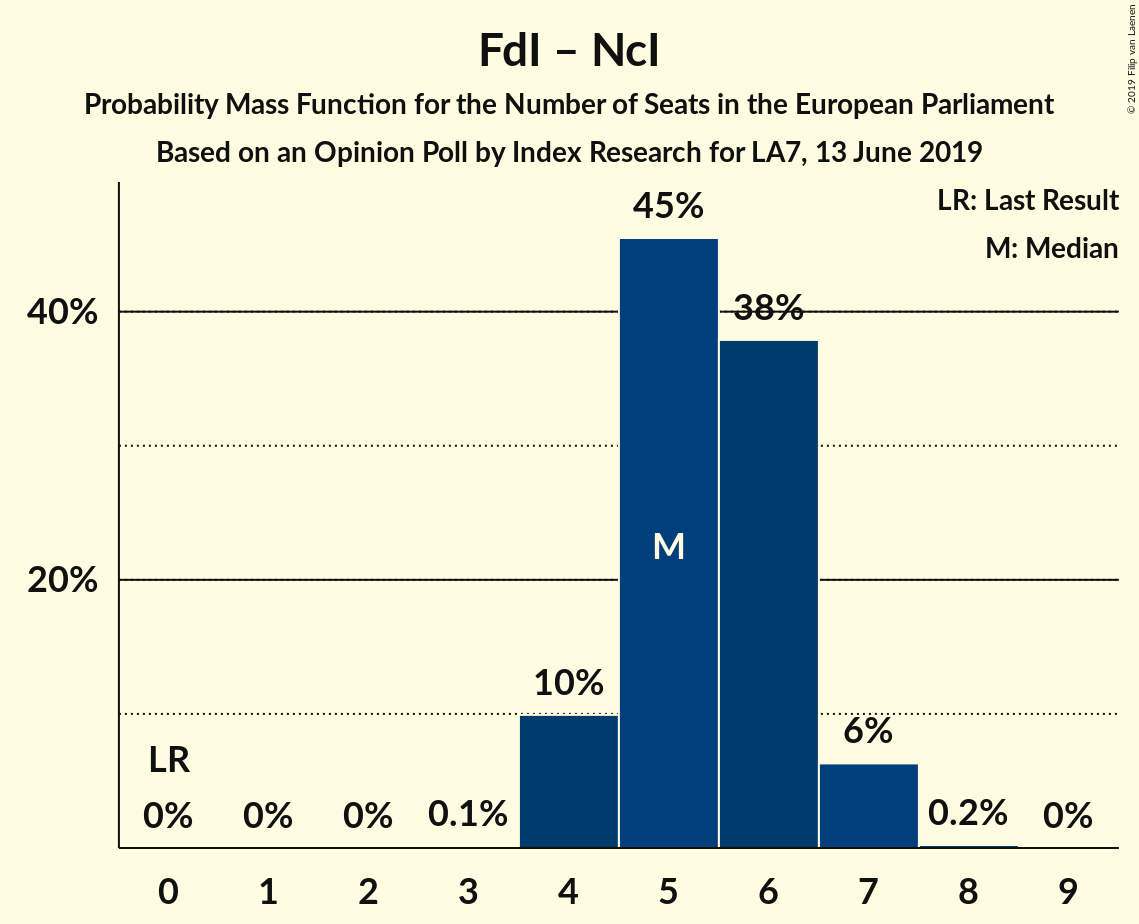 FdI – NcI
Probability Mass Function for the Number of Seats in the European Parliament
Based on an Opinion Poll by Index Research for LA7, 13 June 2019
© 2019 Filip van Laenen
LR: Last Result
M: Median
45%
40%
38%
M
20%
10%
6%
LR
0% 0% 0% 0.1% 0.2% 0%
0 1 2 3 4 5 6 7 8 9